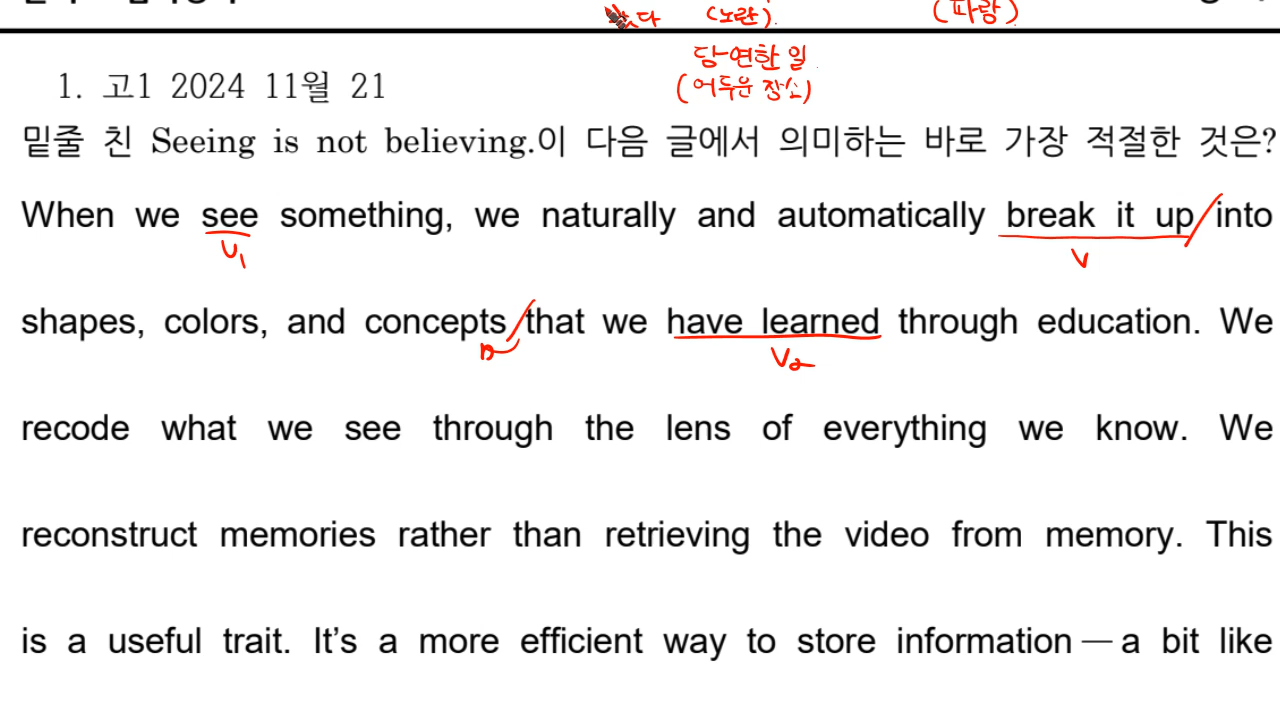 (노란)
(파랑)
당연한 일
(어두운 장소)
1. 고1 2024 11월 21
밑줄 친 Seeing is not believing.이 다음 글에서 의미하는 바로 가장 적절한 것은?
When we see something, we naturally and automatically break it up into
V1 V
shapes, colors, and concepts that we have learned through education. We
n V2
recode what we see through the lens of everything we know. We
reconstruct memories rather than retrieving the video from memory. This
is a useful trait. It's a more efficient way to store information — a bit like